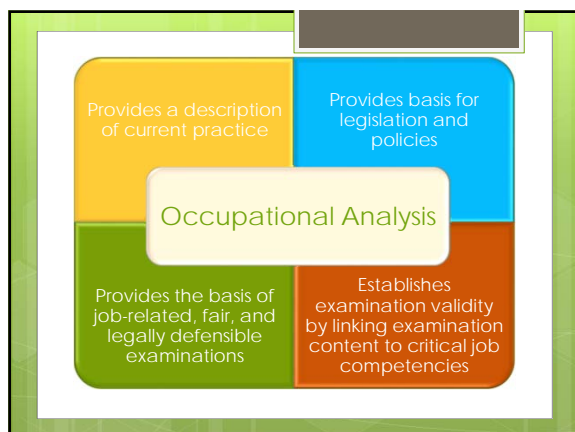 Provides a description
of current practice
Provides basis for
legislation and
policies
Occupational Analysis
Provides the basis of
job-related, fair, and
legally defensible
examinations
Establishes
examination validity
by linking examination
content to critical job
competencies